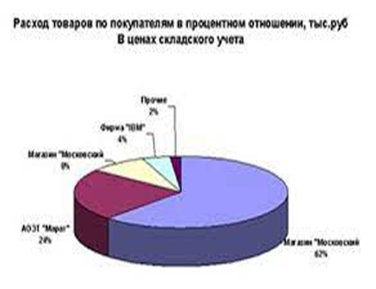 Расход товаров по покупателям в процентном отношении, тыс.руб
В ценах складского учета
Прочие
2%
Фирма "IBM"
4%
Магазин "Московский
8%
АОЗТ "Марат"
24%
Магазин "Московский
62%